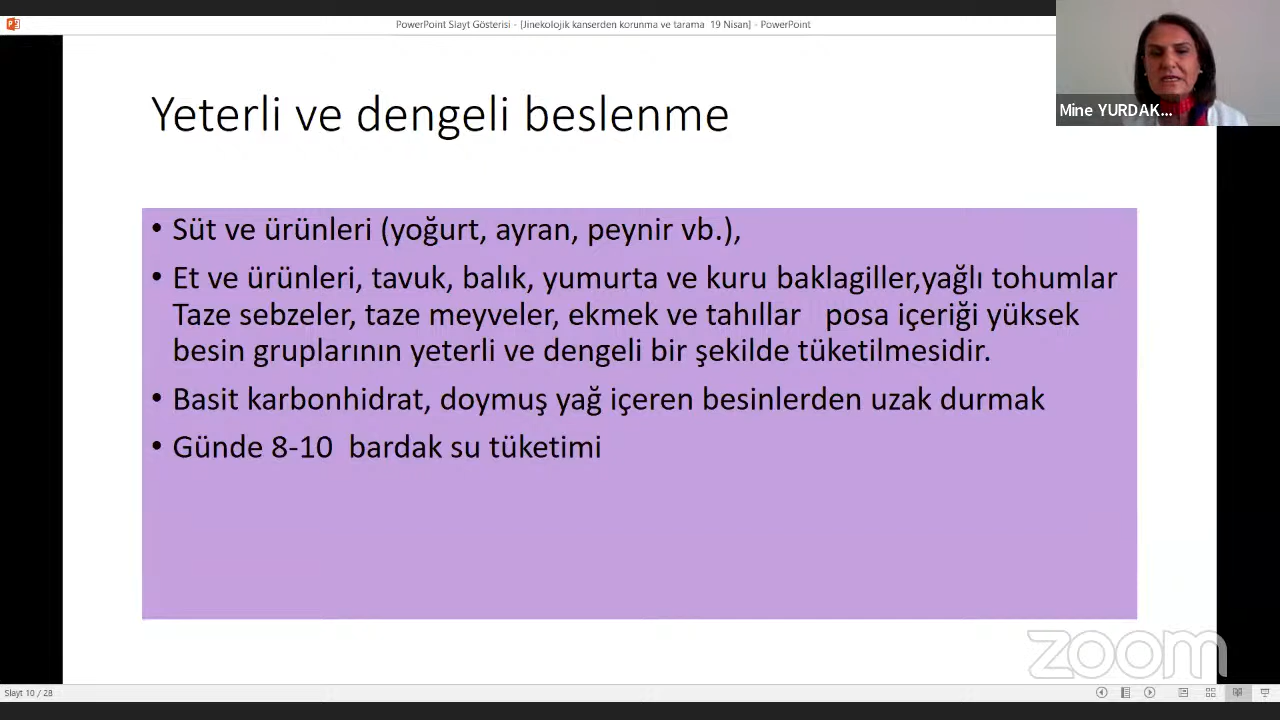 PowerPoint Slayt Gösterisi - [Jinekolojik kanserden korunma ve tarama 19 Nisan] - PowerPoint
Mine YURDAK...
Yeterli ve dengeli beslenme
• Süt ve ürünleri (yoğurt, ayran, peynir vb.),
• Et ve ürünleri, tavuk, balık, yumurta ve kuru baklagiller,yağlı tohumlar
Taze sebzeler, taze meyveler, ekmek ve tahıllar posa içeriği yüksek
besin gruplarının yeterli ve dengeli bir şekilde tüketilmesidir.
• Basit karbonhidrat, doymuş yağ içeren besinlerden uzak durmak
• Günde 8-10 bardak su tüketimi
zoom
Slayt 10 / 28